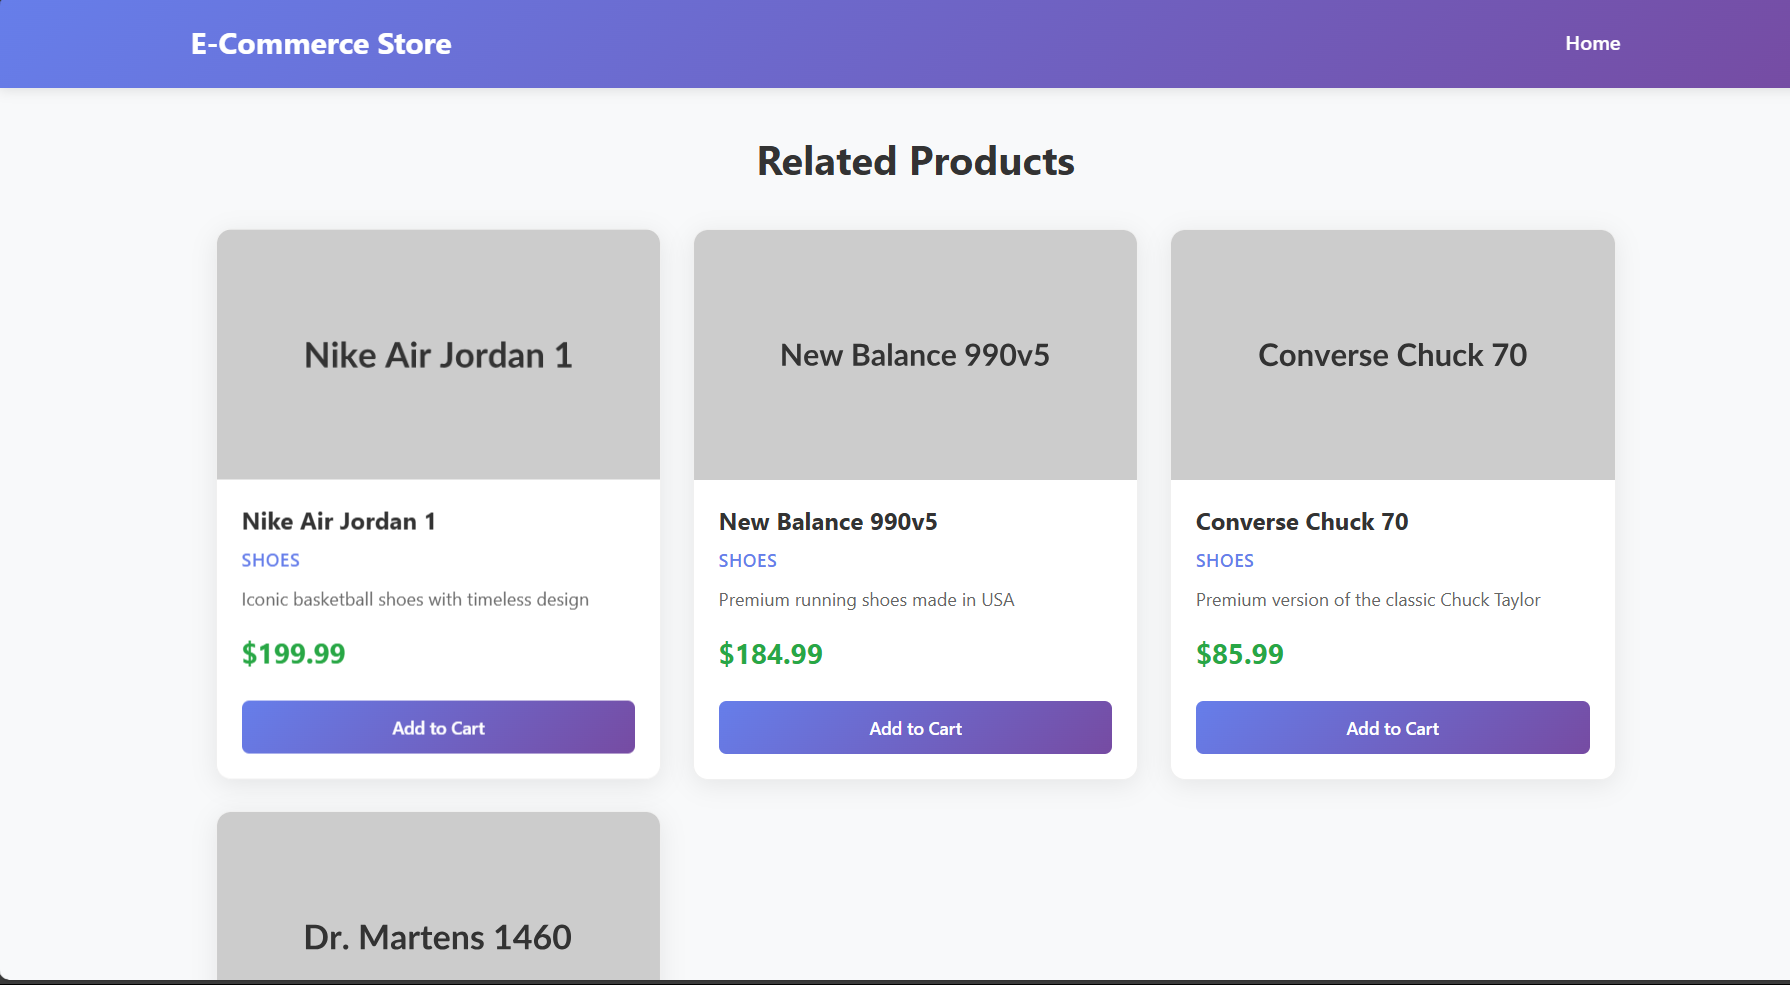 E-Commerce Store
Home
Related Products
Nike Air Jordan 1
Nike Air Jordan 1
SHOES
Iconic basketball shoes with timeless design
$199.99
Add to Cart
New Balance 990v5
New Balance 990v5
SHOES
Premium running shoes made in USA
$184.99
Add to Cart
Converse Chuck 70
Converse Chuck 70
SHOES
Premium version of the classic Chuck Taylor
$85.99
Add to Cart
Dr. Martens 1460